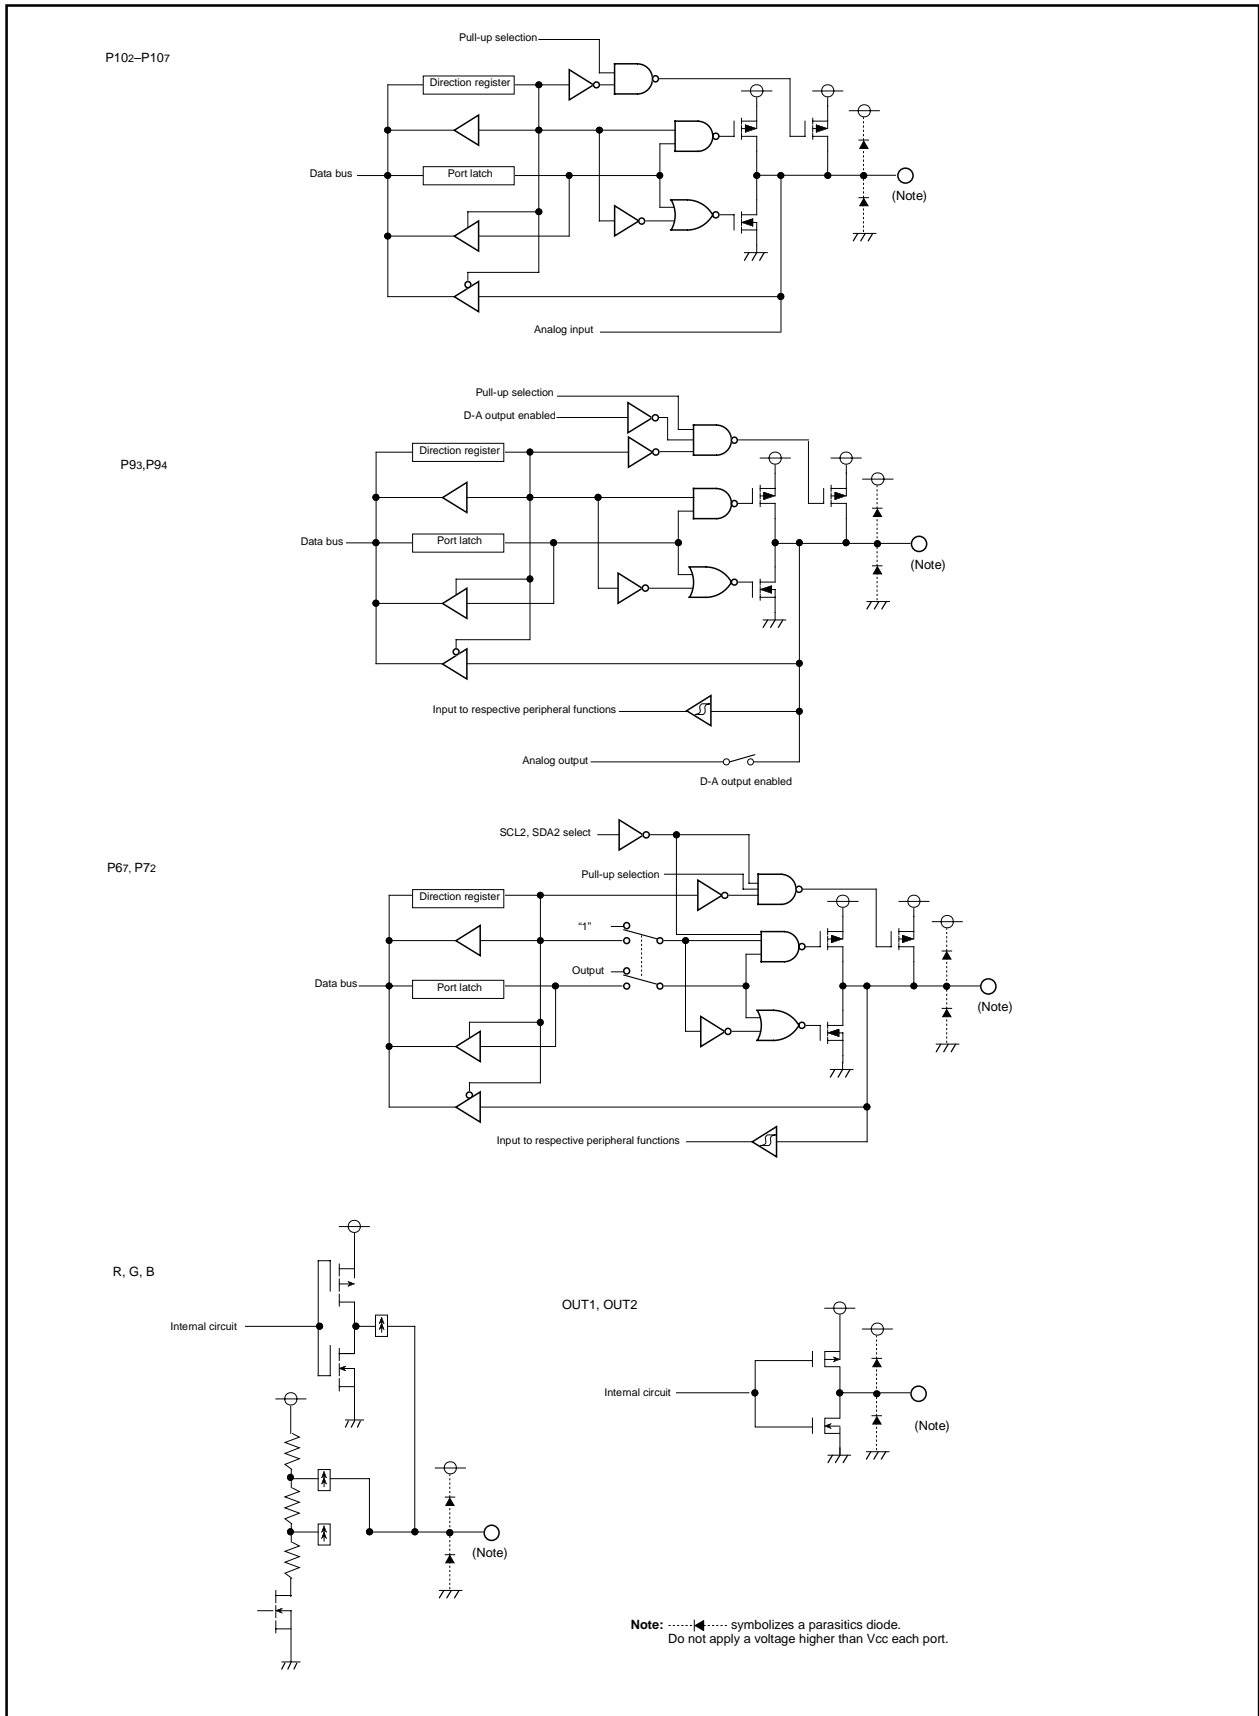 P102–P107
Pull-up selection
Direction register
Data bus
Port latch
(Note)
Analog input
P93,P94
Pull-up selection
D-A output enabled
Direction register
Data bus
Port latch
(Note)
Input to respective peripheral functions
Analog output
D-A output enabled
P67, P72
SCL2, SDA2 select
Pull-up selection
Direction register
“1”
Output
Data bus
Port latch
(Note)
Input to respective peripheral functions
R, G, B
Internal circuit
(Note)
OUT1, OUT2
Internal circuit
(Note)
Note: symbolizes a parasitics diode.
Do not apply a voltage higher than Vcc each port.